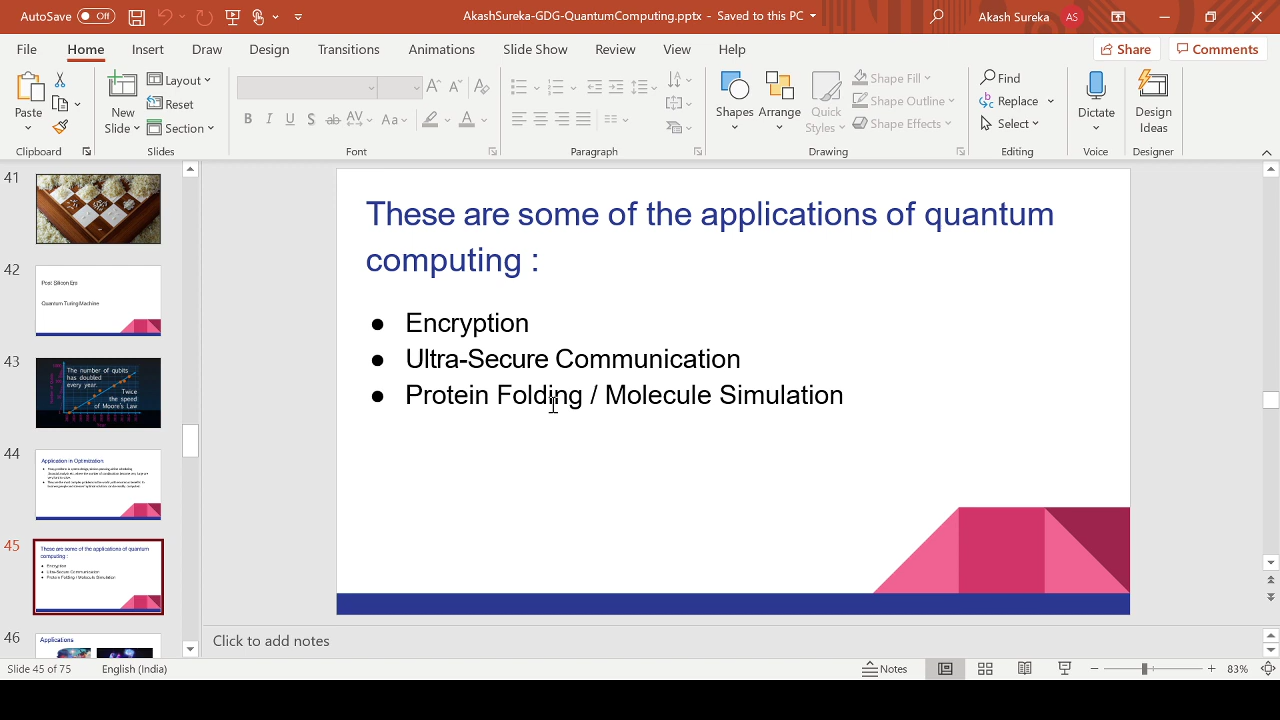 AutoSave Off
AkashSureka-GDG-QuantumComputing.pptx - Saved to this PC
Akash Sureka AS
File Home Insert Draw Design Transitions Animations Slide Show Review View Help
Share Comments
Paste
Clipboard
New
Slide
Layout
Reset
Section
Slides
B I U S ab AV Aa A
Font
Paragraph
Shapes Arrange
Quick
Styles
Shape Fill
Shape Outline
Shape Effects
Drawing
Find
Replace
Select
Editing
Dictate
Voice
Design
Ideas
Designer
41
42
Post Silicon Era
Quantum Turing Machine
43
The number of qubits
has doubled
every year.
Twice
the speed
of Moore's Law
44
Application in Optimization
45
These are some of the applications of quantum
computing :
Encryption
Ultra-Secure Communication
Protein Folding / Molecule Simulation
46
Applications
These are some of the applications of quantum
computing :
● Encryption
● Ultra-Secure Communication
● Protein Folding / Molecule Simulation
Click to add notes
Slide 45 of 75 English (India)
Notes
83%